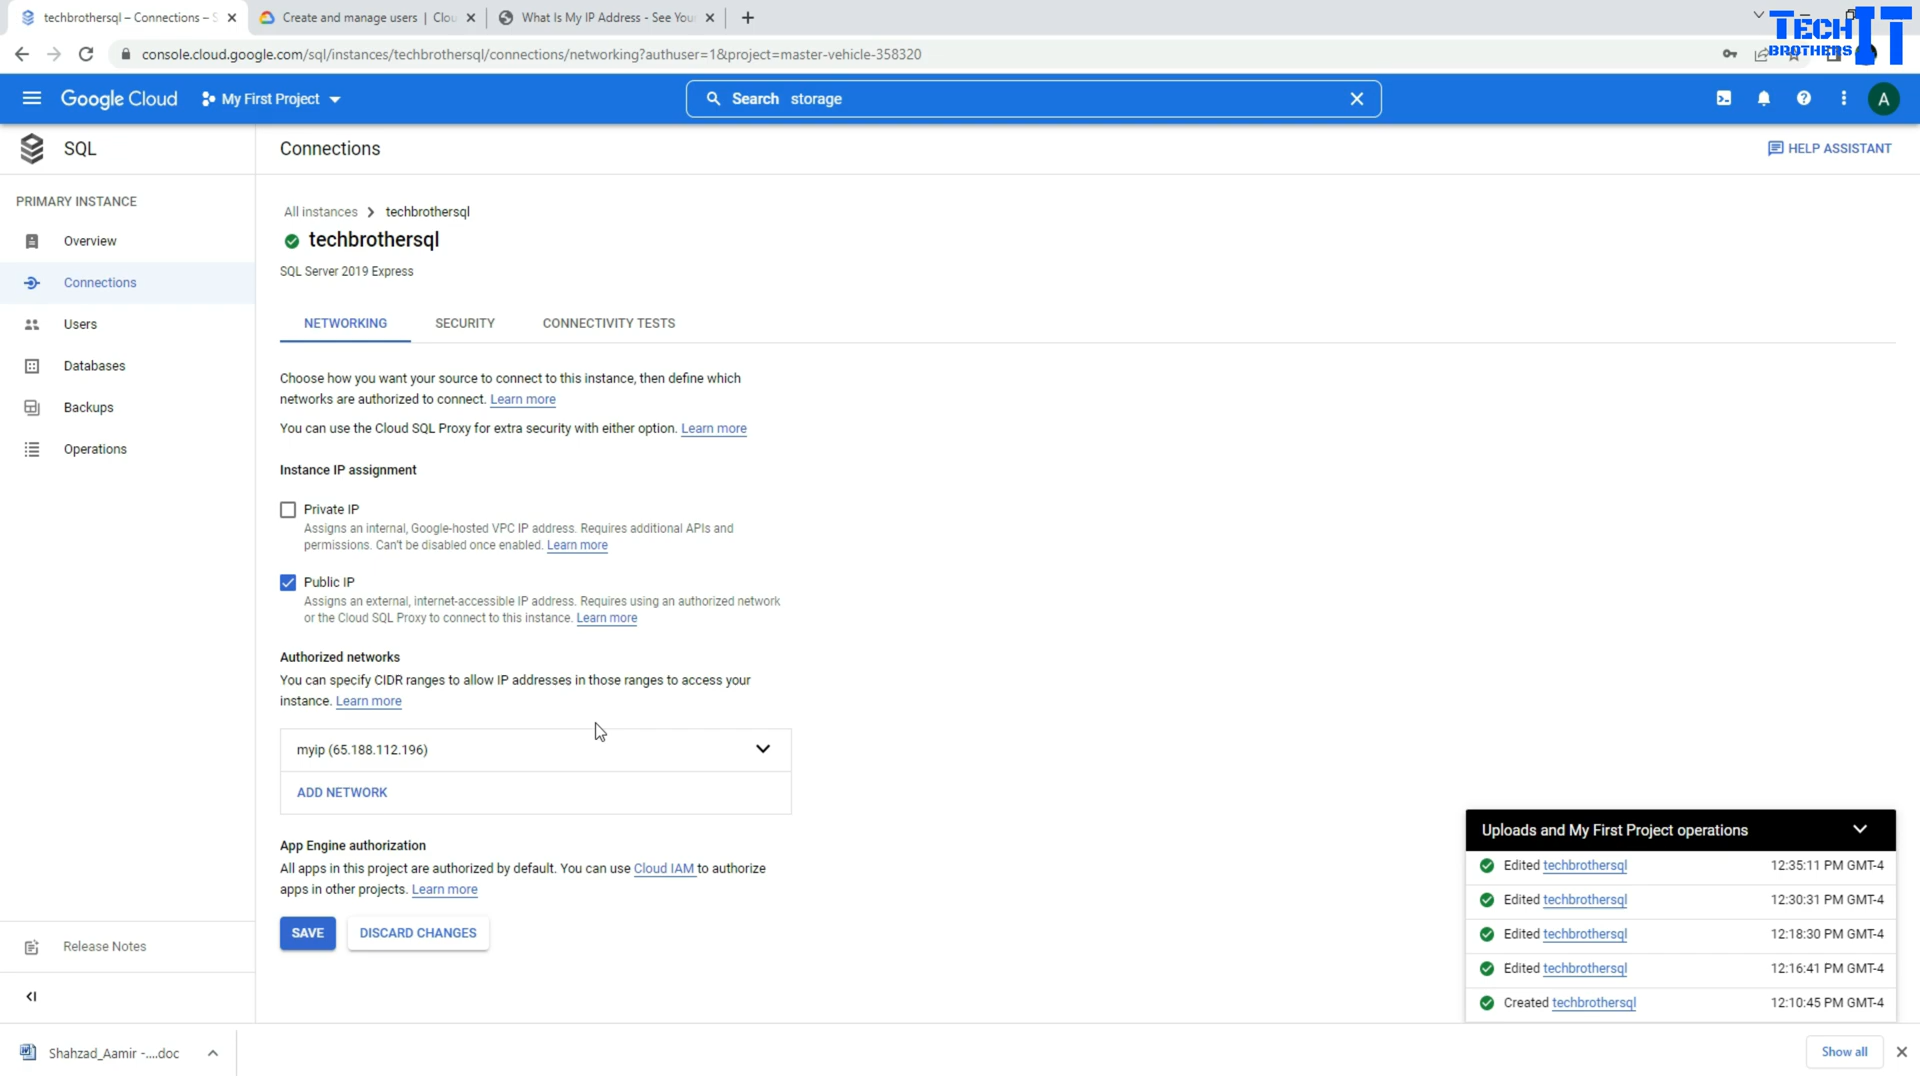 techbrothersql – Connections – S
Create and manage users | Clou
What Is My IP Address - See You
console.cloud.google.com/sql/instances/techbrothersql/connections/networking?authuser=1&project=master-vehicle-358320
TECH IT
BROTHERS
Google Cloud
My First Project
Search storage
A
SQL
Connections
HELP ASSISTANT
PRIMARY INSTANCE
Overview
Connections
Users
Databases
Backups
Operations
Release Notes
All instances > techbrothersql
techbrothersql
SQL Server 2019 Express
NETWORKING
SECURITY
CONNECTIVITY TESTS
Choose how you want your source to connect to this instance, then define which
networks are authorized to connect. Learn more
You can use the Cloud SQL Proxy for extra security with either option. Learn more
Instance IP assignment
Private IP
Assigns an internal, Google-hosted VPC IP address. Requires additional APIs and
permissions. Can't be disabled once enabled. Learn more
Public IP
Assigns an external, internet-accessible IP address. Requires using an authorized network
or the Cloud SQL Proxy to connect to this instance. Learn more
Authorized networks
You can specify CIDR ranges to allow IP addresses in those ranges to access your
instance. Learn more
myip (65.188.112.196)
ADD NETWORK
App Engine authorization
All apps in this project are authorized by default. You can use Cloud IAM to authorize
apps in other projects. Learn more
SAVE
DISCARD CHANGES
Uploads and My First Project operations
Edited techbrothersql 12:35:11 PM GMT-4
Edited techbrothersql 12:30:31 PM GMT-4
Edited techbrothersql 12:18:30 PM GMT-4
Edited techbrothersql 12:16:41 PM GMT-4
Created techbrothersql 12:10:45 PM GMT-4
Shahzad_Aamir -....doc
Show all